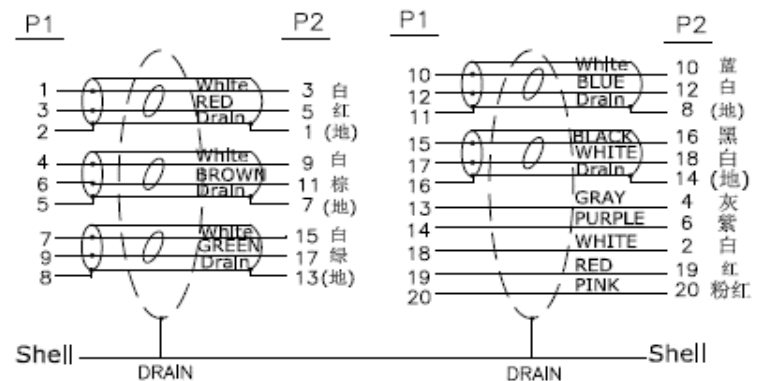 P1 P2
1 White 3 白
3 RED 5 红
2 Drain 1 (地)
4 White 9 白
6 BROWN 11 棕
5 Drain 7 (地)
7 White 15 白
9 GREEN 17 绿
8 Drain 13(地)
P1 P2
10 White 10 蓝
12 BLUE 12 白
11 Drain 8 (地)
15 BLACK 16 黑
17 WHITE 18 白
16 Drain 14 (地)
13 GRAY 4 灰
14 PURPLE 6 紫
18 WHITE 2 白
19 RED 19 红
20 PINK 20 粉红
Shell DRAIN DRAIN Shell